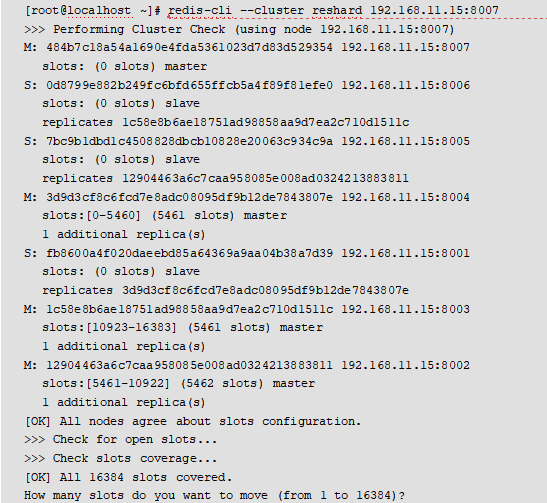 [root@localhost ~]# redis-cli --cluster reshard 192.168.11.15:8007
>>> Performing Cluster Check (using node 192.168.11.15:8007)
M: 484b7c18a54a1690e4fda5361023d7d83d529354 192.168.11.15:8007
slots: (0 slots) master
S: 0d8799e882b249fc6bfd655ffcb5a4f89f81efe0 192.168.11.15:8006
slots: (0 slots) slave
replicates 1c58e8b6ae18751ad98858aa9d7ea2c710d1511c
S: 7bc9b1dbd1c4508828dbcb10828e20063c934c9a 192.168.11.15:8005
slots: (0 slots) slave
replicates 12904463a6c7caa958085e008ad0324213883811
M: 3d9d3cf8c6fcd7e8adc08095df9b12de7843807e 192.168.11.15:8004
slots:[0-5460] (5461 slots) master
1 additional replica(s)
S: fb8600a4f020daeebd85a64369a9aa04b38a7d39 192.168.11.15:8001
slots: (0 slots) slave
replicates 3d9d3cf8c6fcd7e8adc08095df9b12de7843807e
M: 1c58e8b6ae18751ad98858aa9d7ea2c710d1511c 192.168.11.15:8003
slots:[10923-16383] (5461 slots) master
1 additional replica(s)
M: 12904463a6c7caa958085e008ad0324213883811 192.168.11.15:8002
slots:[5461-10922] (5462 slots) master
1 additional replica(s)
[OK] All nodes agree about slots configuration.
>>> Check for open slots...
>>> Check slots coverage...
[OK] All 16384 slots covered.
How many slots do you want to move (from 1 to 16384)?